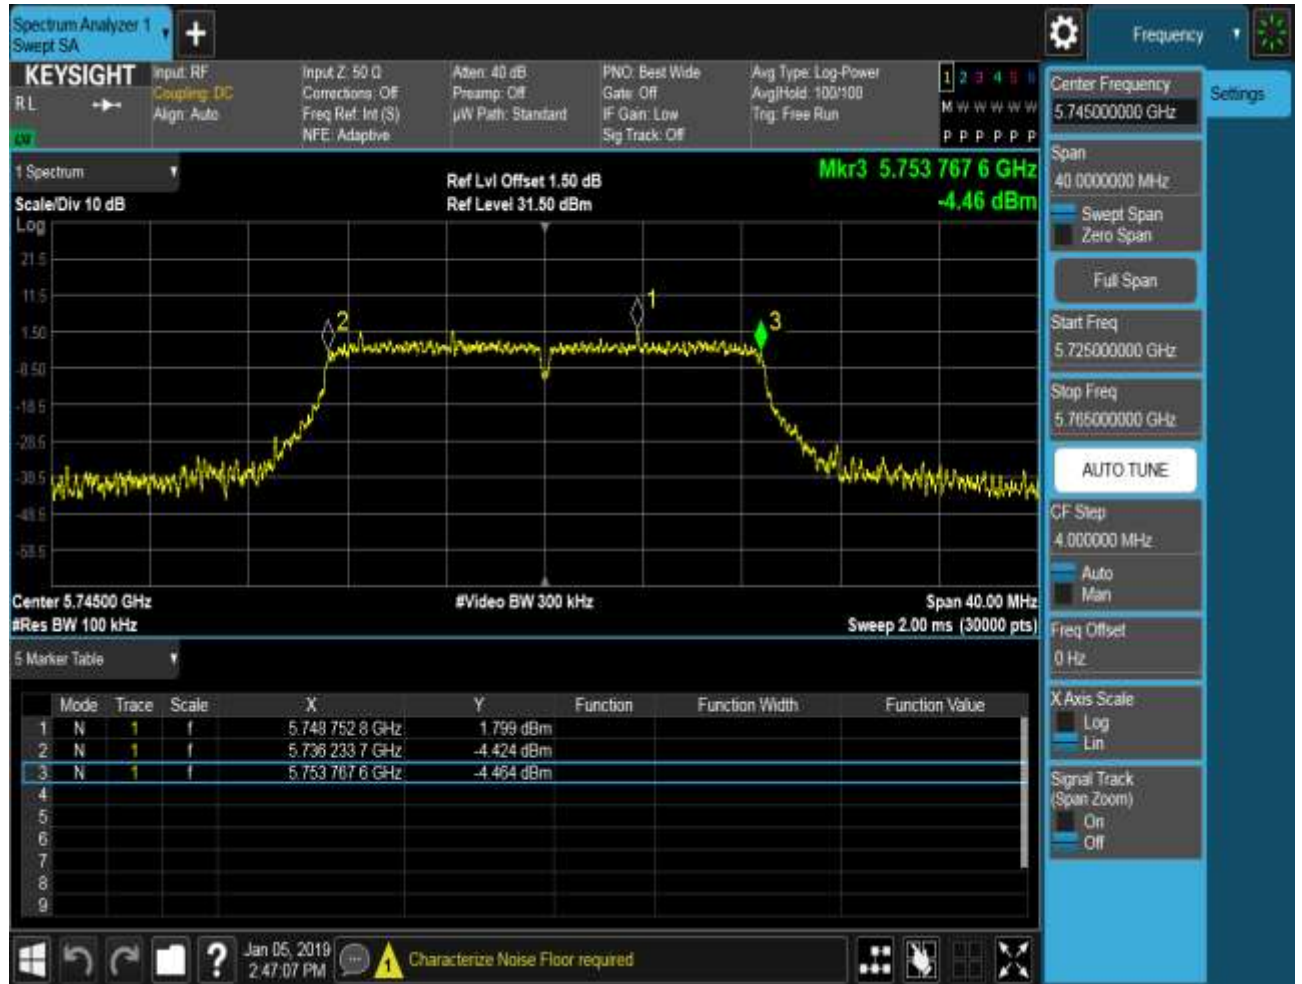 Spectrum Analyzer 1
Swept SA
Frequency
KEYSIGHT
RL
Input: RF
Coupling: DC
Align: Auto
Input Z: 50 Ω
Corrections: Off
Freq Ref: Int (S)
NFE: Adaptive
Atten: 40 dB
Preamp: Off
µW Path: Standard
PNO: Best Wide
Gate: Off
IF Gain: Low
Sig Track: Off
Avg Type: Log-Power
Avg|Hold: 100/100
Trig: Free Run
1 2 3 4 5 6
M W W W W W
P P P P P P
1 Spectrum
Scale/Div 10 dB
Ref Lvl Offset 1.50 dB
Ref Level 31.50 dBm
Mkr3 5.753 767 6 GHz
-4.46 dBm
Log
21.5
11.5
1.50
-8.50
-18.5
-28.5
-38.5
-48.5
-58.5
1
2
3
Center 5.74500 GHz
#Video BW 300 kHz
Span 40.00 MHz
#Res BW 100 kHz
Sweep 2.00 ms (30000 pts)
5 Marker Table
Mode Trace Scale X Y Function Function Width Function Value
1 N 1 f 5.748 752 8 GHz 1.799 dBm
2 N 1 f 5.736 233 7 GHz -4.424 dBm
3 N 1 f 5.753 767 6 GHz -4.464 dBm
4
5
6
7
8
9
Jan 05, 2019
2:47:07 PM
Characterize Noise Floor required
Center Frequency
5.745000000 GHz
Settings
Span
40.0000000 MHz
Swept Span
Zero Span
Full Span
Start Freq
5.725000000 GHz
Stop Freq
5.765000000 GHz
AUTO TUNE
CF Step
4.000000 MHz
Auto
Man
Freq Offset
0 Hz
X Axis Scale
Log
Lin
Signal Track
(Span Zoom)
On
Off